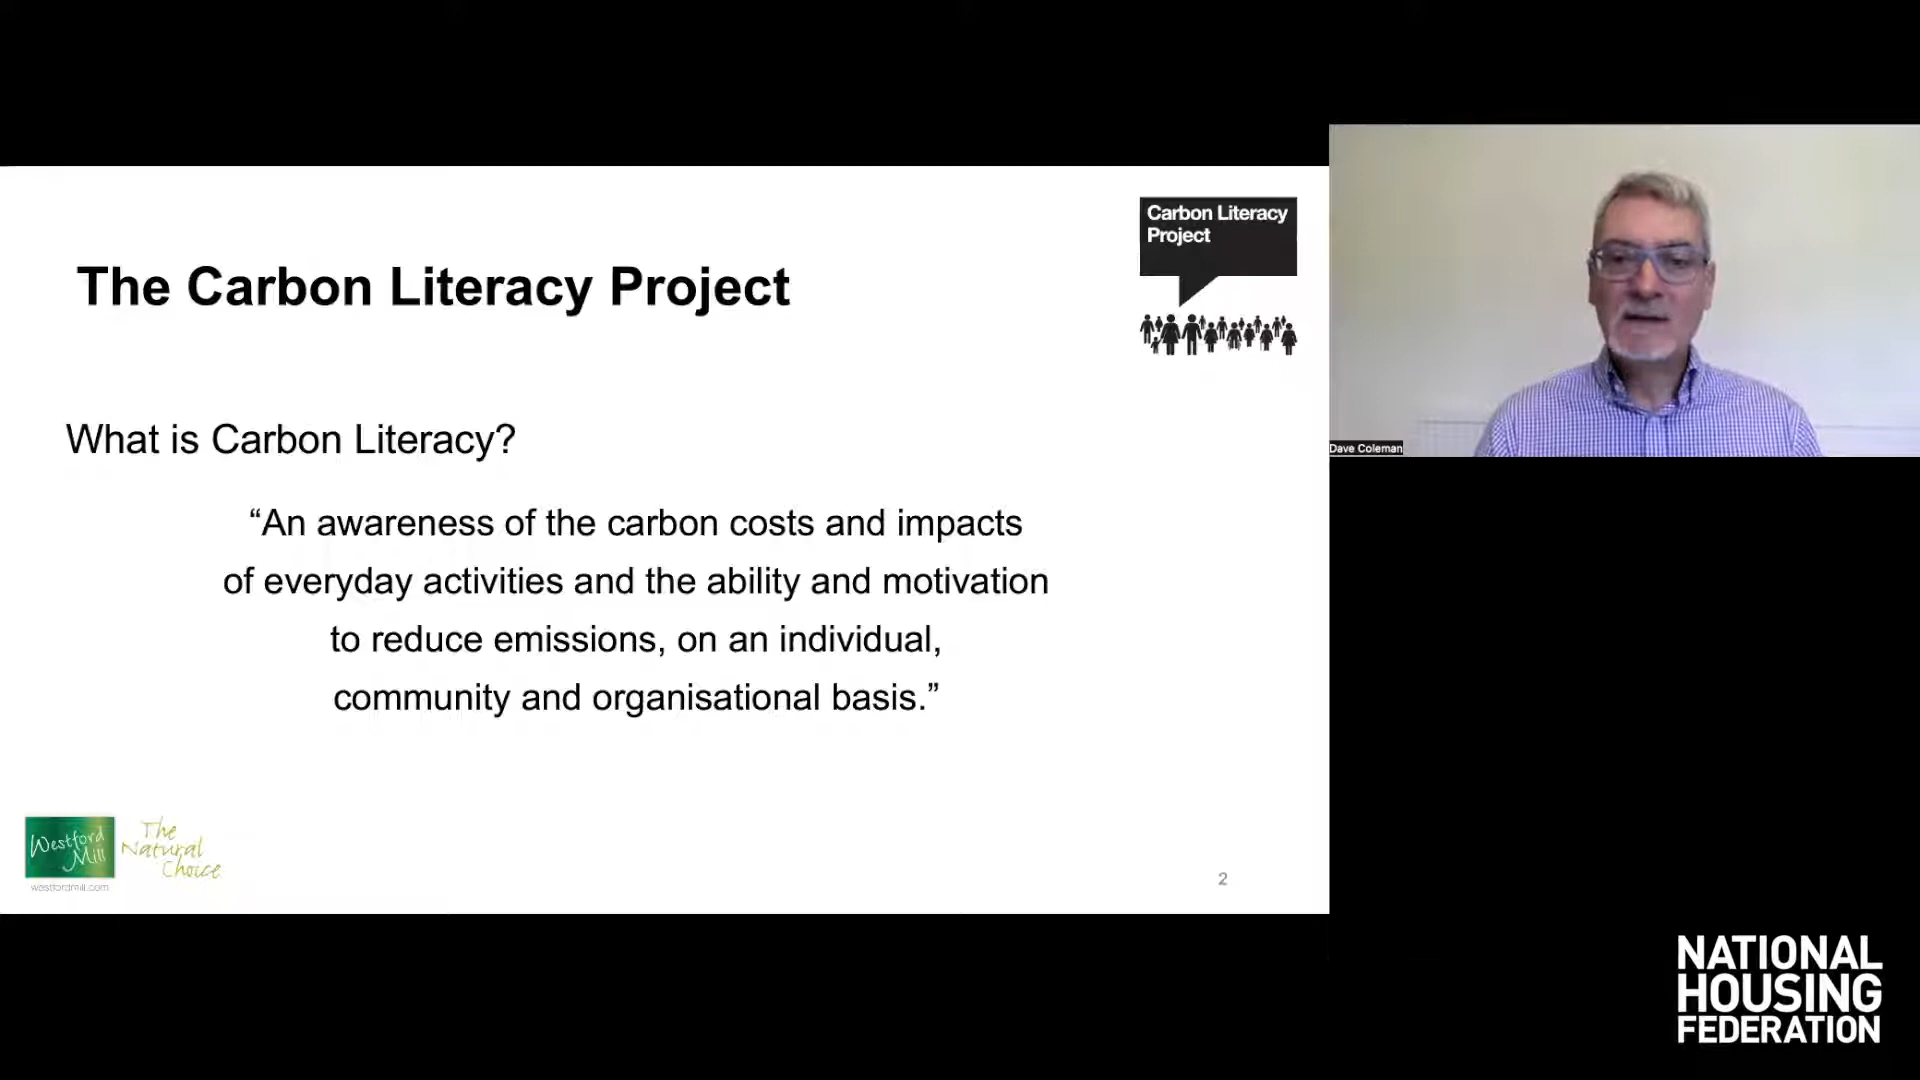 Carbon Literacy
Project
The Carbon Literacy Project
What is Carbon Literacy?
“An awareness of the carbon costs and impacts
of everyday activities and the ability and motivation
to reduce emissions, on an individual,
community and organisational basis.”
Westford
Mill
The
Natural
Choice
westfordmill.com
2
Dave Coleman
NATIONAL
HOUSING
FEDERATION